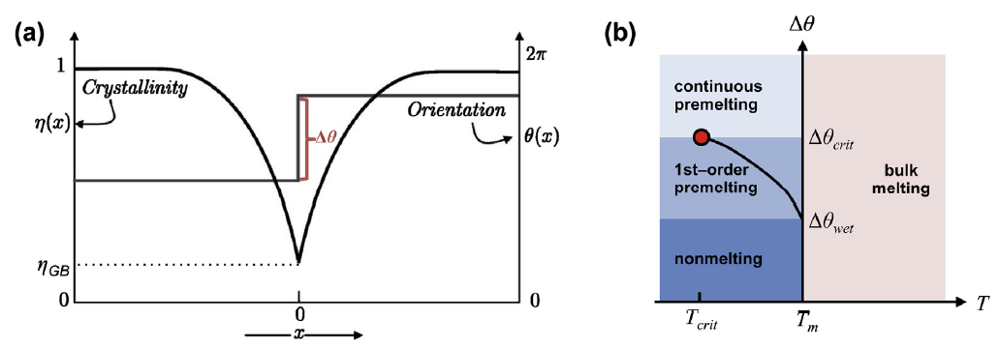 (a)
1
2π
Crystallinity
η(x)
Orientation
Δθ
θ(x)
η_GB
0
0
0
x
(b)
Δθ
continuous
premelting
Δθ_crit
1st–order
premelting
bulk
melting
Δθ_wet
nonmelting
T_crit
T_m
T